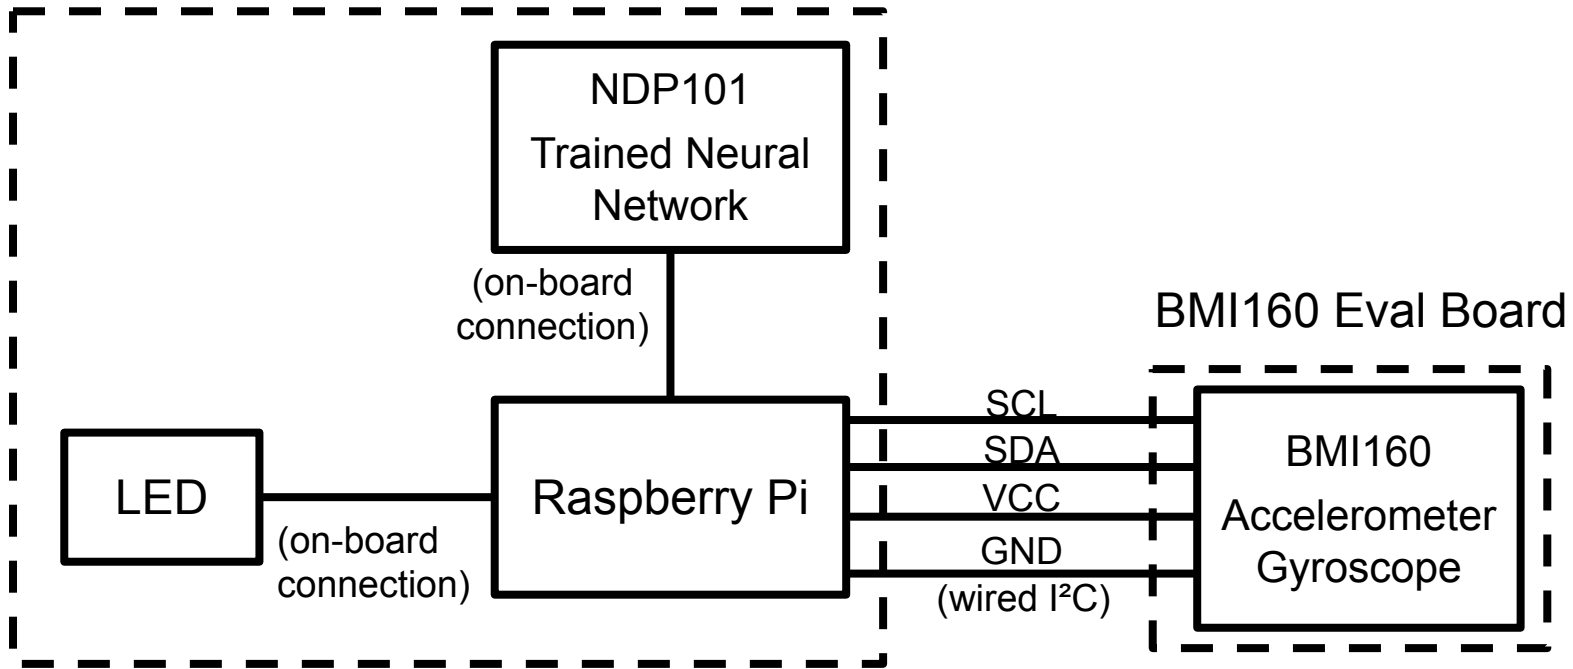 NDP101
Trained Neural
Network
(on-board
connection)
BMI160 Eval Board
LED
(on-board
connection)
Raspberry Pi
SCL
SDA
VCC
GND
(wired I²C)
BMI160
Accelerometer
Gyroscope